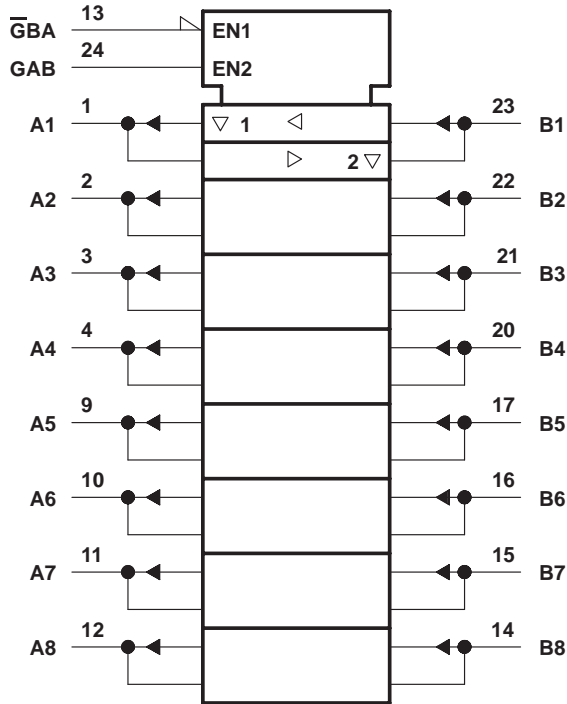 G̅BA 13 EN1
GAB 24 EN2
A1 1 1 23 B1
2
A2 2 22 B2
A3 3 21 B3
A4 4 20 B4
A5 9 17 B5
A6 10 16 B6
A7 11 15 B7
A8 12 14 B8